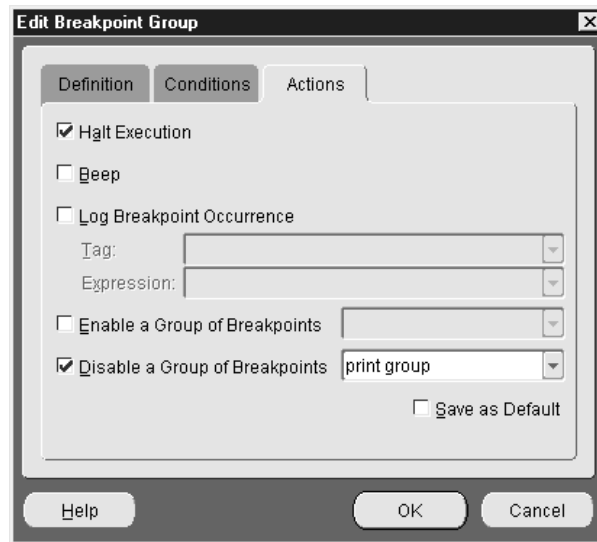 Edit Breakpoint Group
Definition Conditions Actions
Halt Execution
Beep
Log Breakpoint Occurrence
Tag:
Expression:
Enable a Group of Breakpoints
Disable a Group of Breakpoints print group
Save as Default
Help OK Cancel